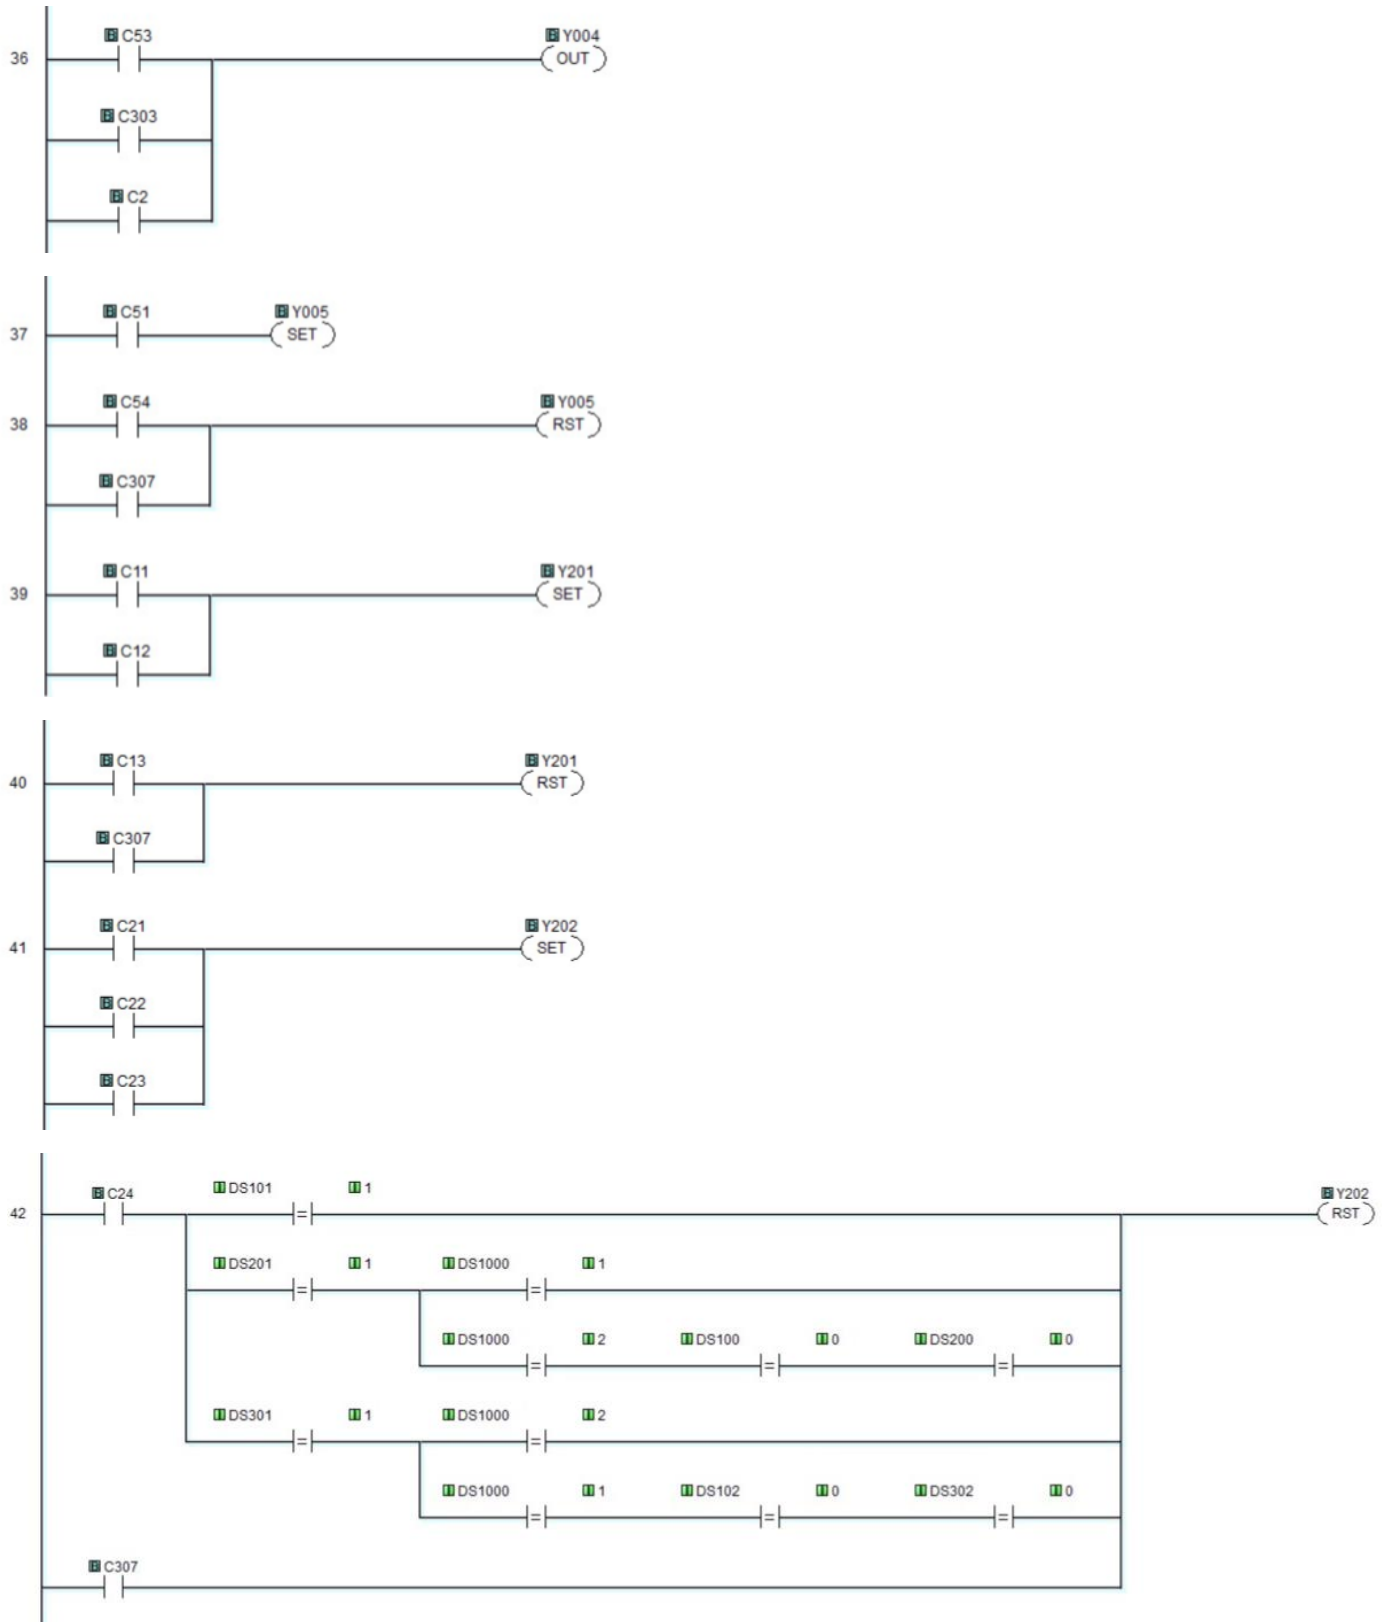 C53 Y004
36 OUT
C303
C2
C51 Y005
37 SET
C54 Y005
38 RST
C307
C11 Y201
39 SET
C12
C13 Y201
40 RST
C307
C21 Y202
41 SET
C22
C23
DS101 1
C24 Y202
42 = RST
DS201 1 DS1000 1
= =
DS1000 2 DS100 0 DS200 0
= = =
DS301 1 DS1000 2
= =
DS1000 1 DS102 0 DS302 0
= = =
C307